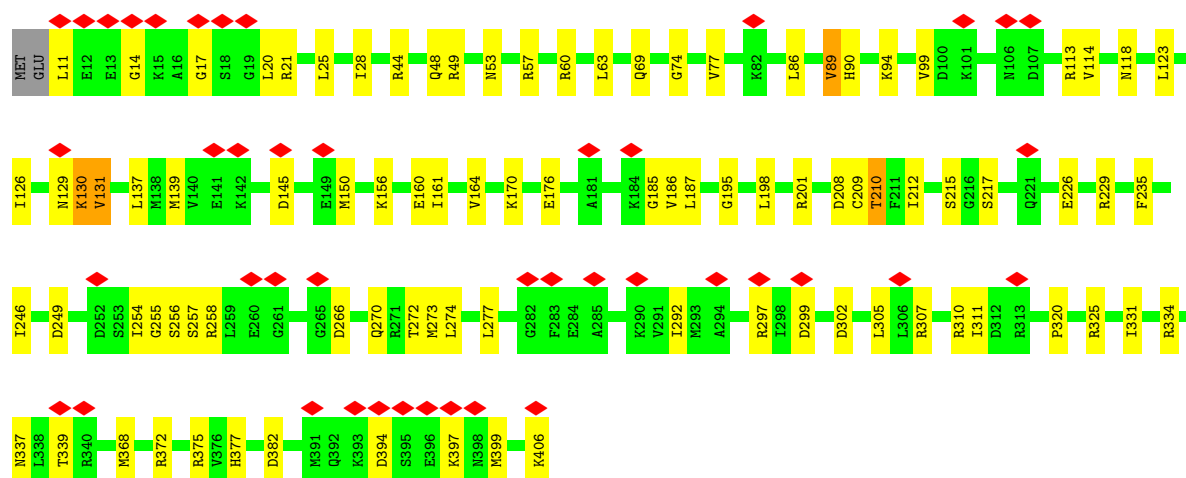 MET GLU L11 E12 E13 G14 K15 A16 G17 S18 G19 L20 R21 L25 I28 R44 Q48 R49 N53 R57 R60 L63 Q69 G74 V77 K82 L86 V89 H90 K94 V99 D100 K101 N106 D107 R113 V114 N118 L123
I126 N129 K130 V131 L137 M138 M139 V140 E141 K142 D145 E149 M150 K156 E160 I161 V164 K170 E176 A181 K184 G185 V186 L187 G195 L198 R201 D208 C209 T210 F211 I212 S215 G216 S217 Q221 E226 R229 F235
I246 D249 D252 S253 I254 G255 S256 S257 R258 L259 E260 G261 G265 D266 Q270 R271 T272 M273 L274 L277 G282 F283 E284 A285 K290 V291 I292 M293 A294 R297 I298 D299 D302 L305 L306 R307 R310 I311 D312 R313 P320 R325 I331 R334
N337 L338 T339 R340 M368 R372 R375 V376 H377 D382 M391 Q392 K393 D394 S395 E396 K397 N398 M399 K406